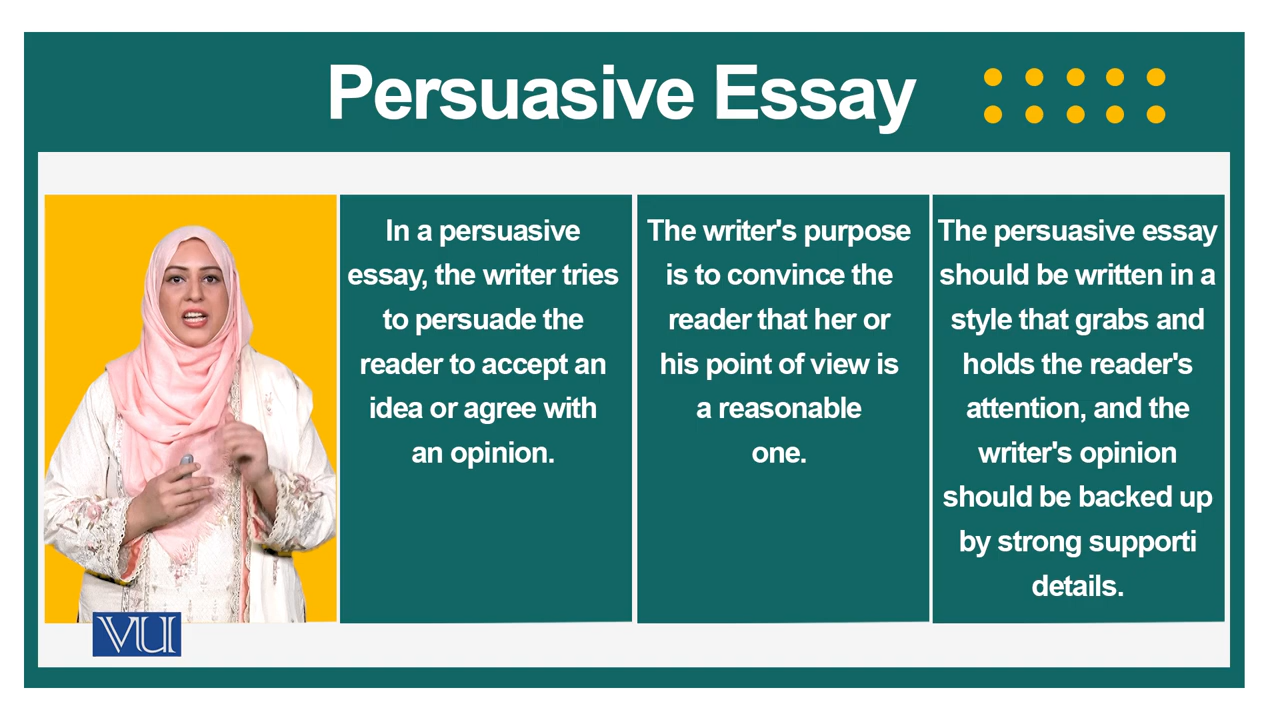 Persuasive Essay
In a persuasive
essay, the writer tries
to persuade the
reader to accept an
idea or agree with
an opinion.
The writer's purpose
is to convince the
reader that her or
his point of view is
a reasonable
one.
The persuasive essay
should be written in a
style that grabs and
holds the reader's
attention, and the
writer's opinion
should be backed up
by strong supporti
details.
VU